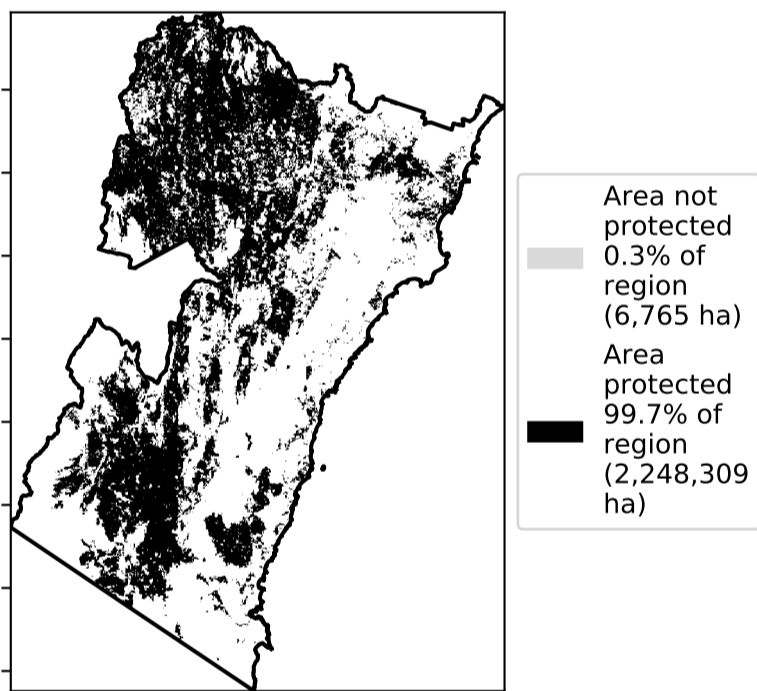 Area not
protected
0.3% of
region
(6,765 ha)
Area
protected
99.7% of
region
(2,248,309
ha)